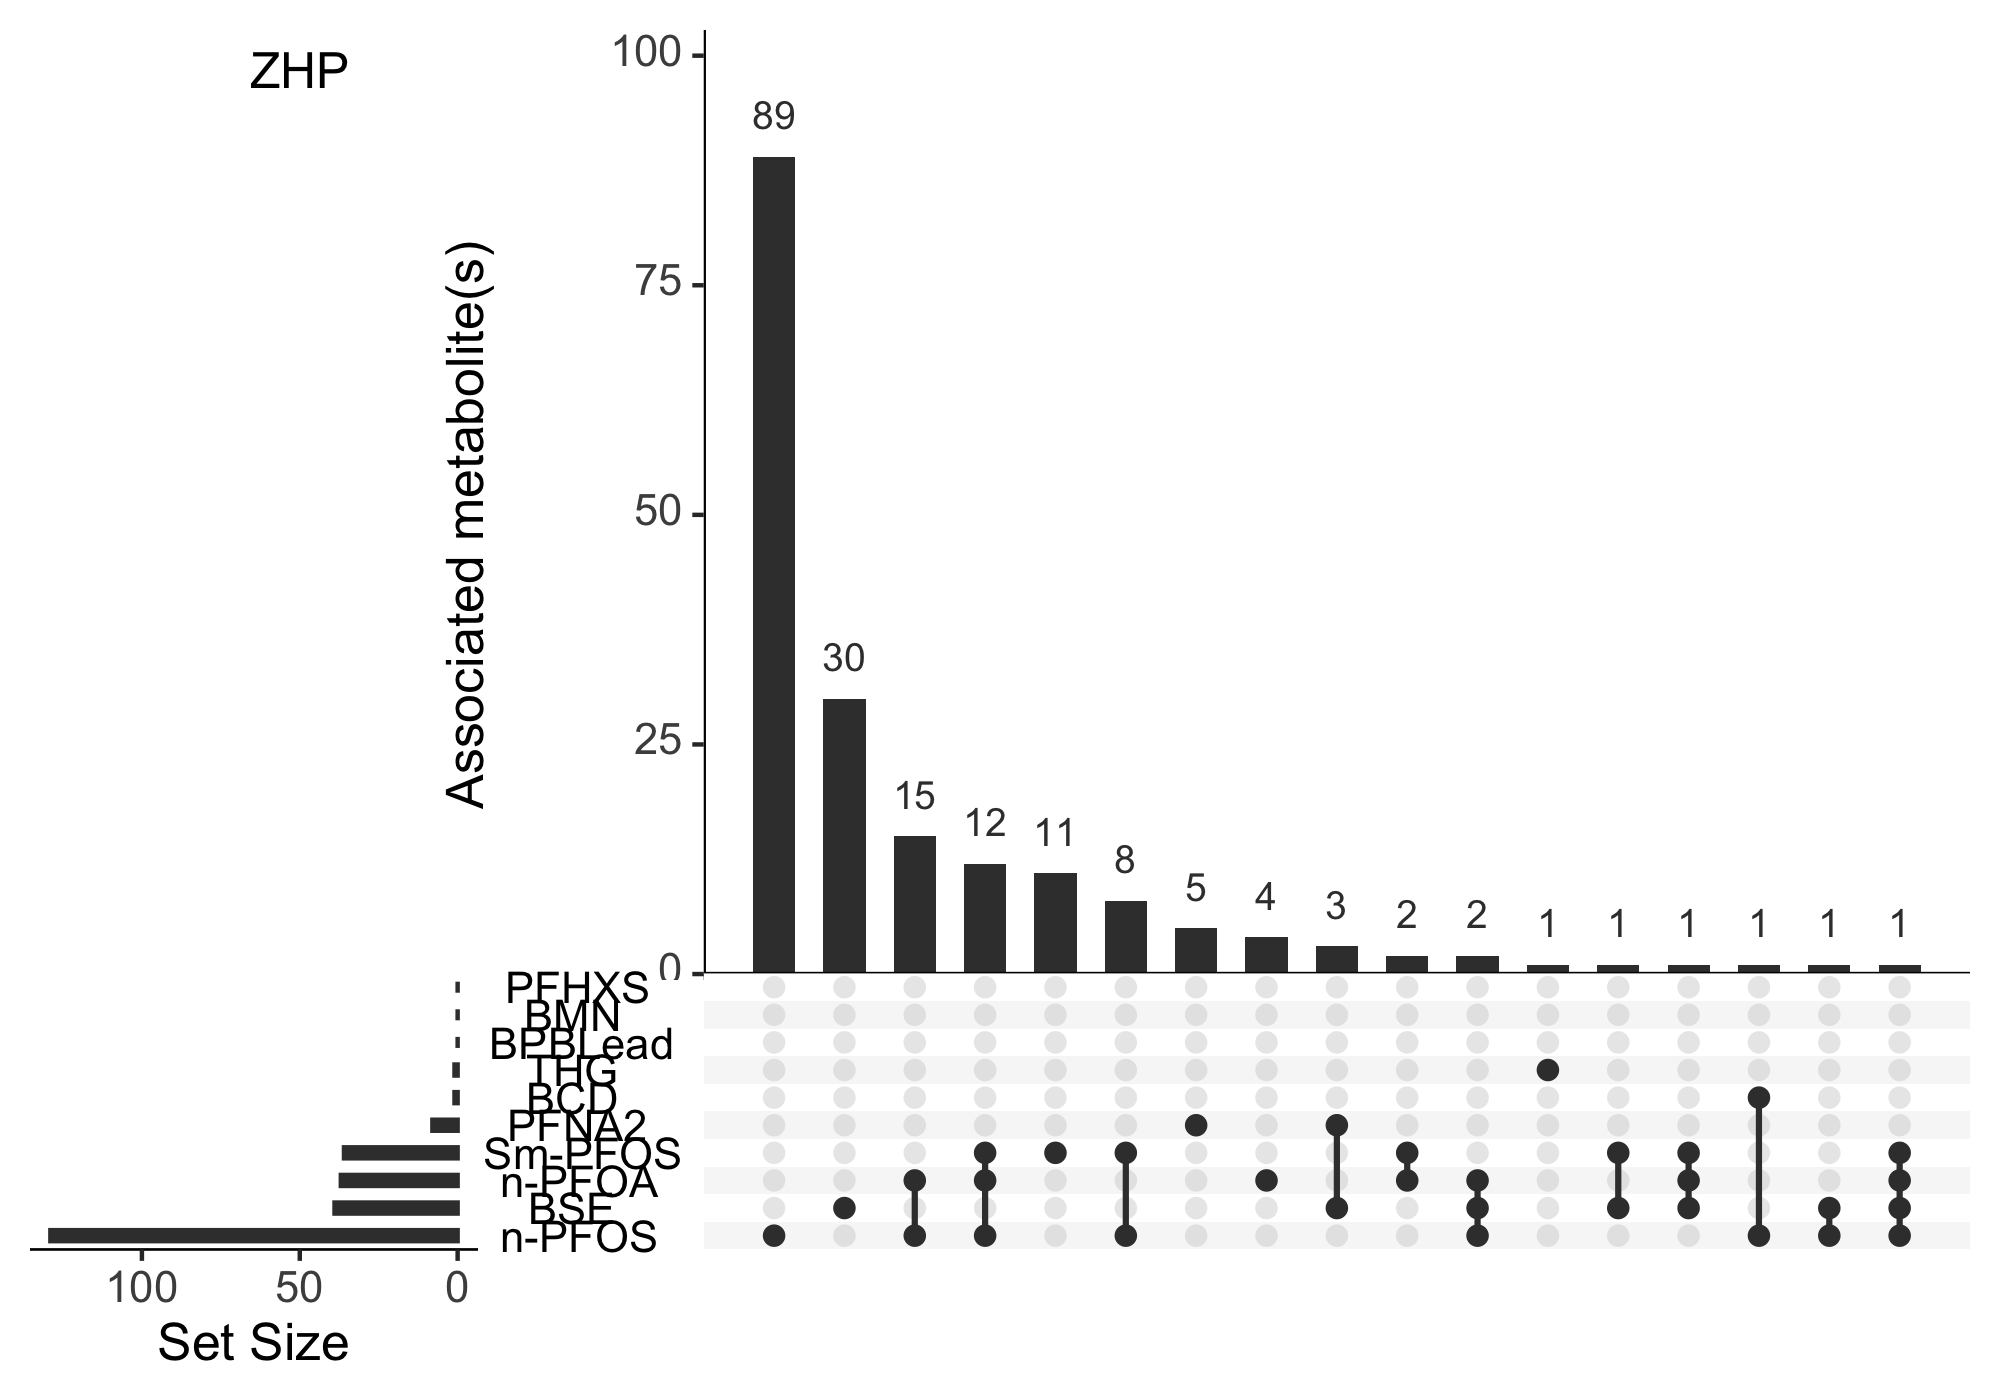 ZHP
Associated metabolite(s)
100
75
50
25
0
89
30
15
12
11
8
5
4
3
2
2
1
1
1
1
1
1
PFHXS
BMN
BPBLead
THG
BCD
PFNA2
Sm-PFOS
n-PFOA
BSE
n-PFOS
100
50
0
Set Size